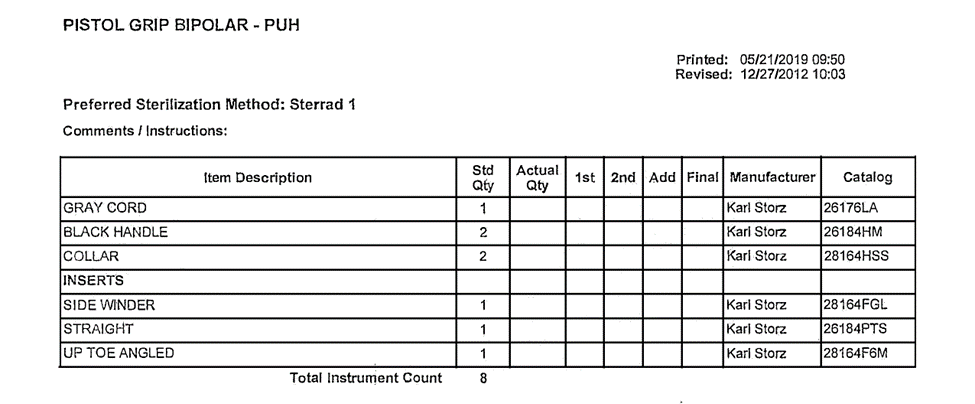 PISTOL GRIP BIPOLAR - PUH
Printed: 05/21/2019 09:50
Revised: 12/27/2012 10:03
Preferred Sterilization Method: Sterrad 1
Comments / Instructions:
Item Description Std Qty Actual Qty 1st 2nd Add Final Manufacturer Catalog
GRAY CORD 1 Karl Storz 26176LA
BLACK HANDLE 2 Karl Storz 26184HM
COLLAR 2 Karl Storz 28164HSS
INSERTS
SIDE WINDER 1 Karl Storz 28164FGL
STRAIGHT 1 Karl Storz 26184PTS
UP TOE ANGLED 1 Karl Storz 28164F6M
Total Instrument Count 8